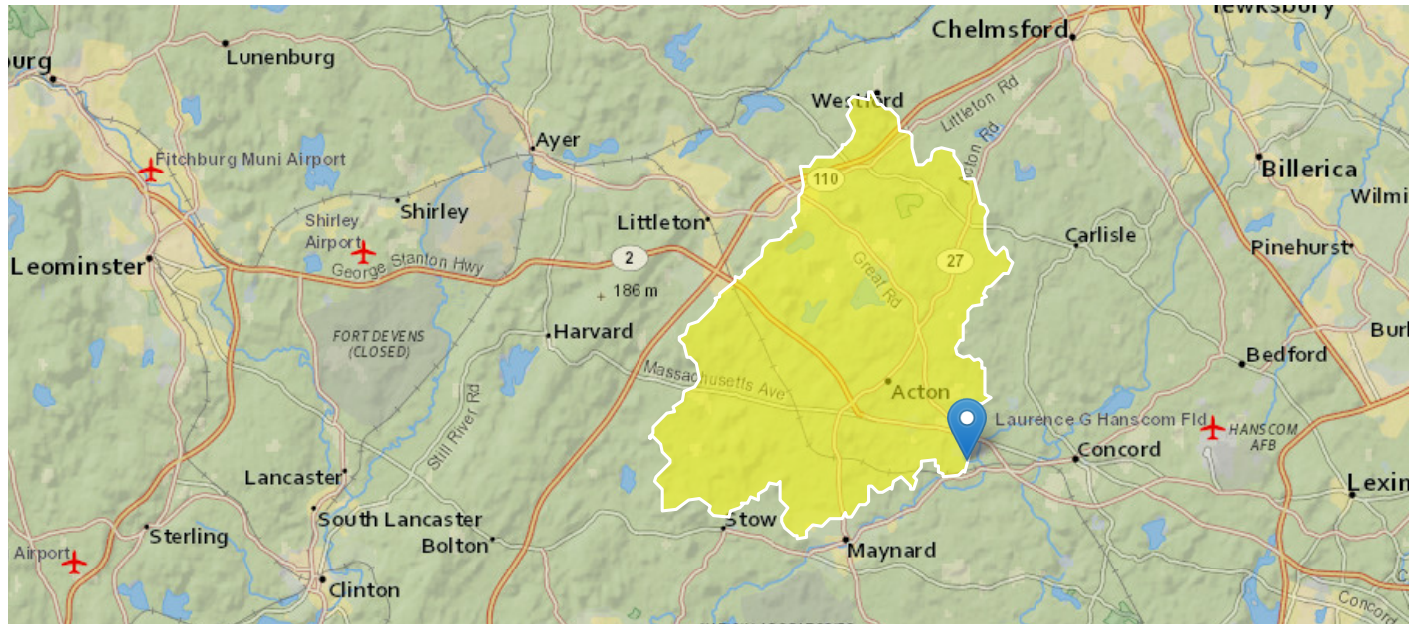 Tewksbury
Chelmsford
Lunenburg
urg
Westford
Littleton Rd
Acton Rd
Ayer
Fitchburg Muni Airport
Billerica
110
Wilmi
Shirley
Littleton
Shirley
Airport
Carlisle
Pinehurst
Leominster
George Stanton Hwy
2
27
Great Rd
186 m
Harvard
FORT DEVENS
(CLOSED)
Burl
Bedford
Massachusetts Ave
Acton
Still River Rd
Laurence G Hanscom Fld
HANSCOM
AFB
Concord
Lancaster
Lexin
South Lancaster
Stow
Sterling
Bolton
Maynard
Airport
Clinton
Concord